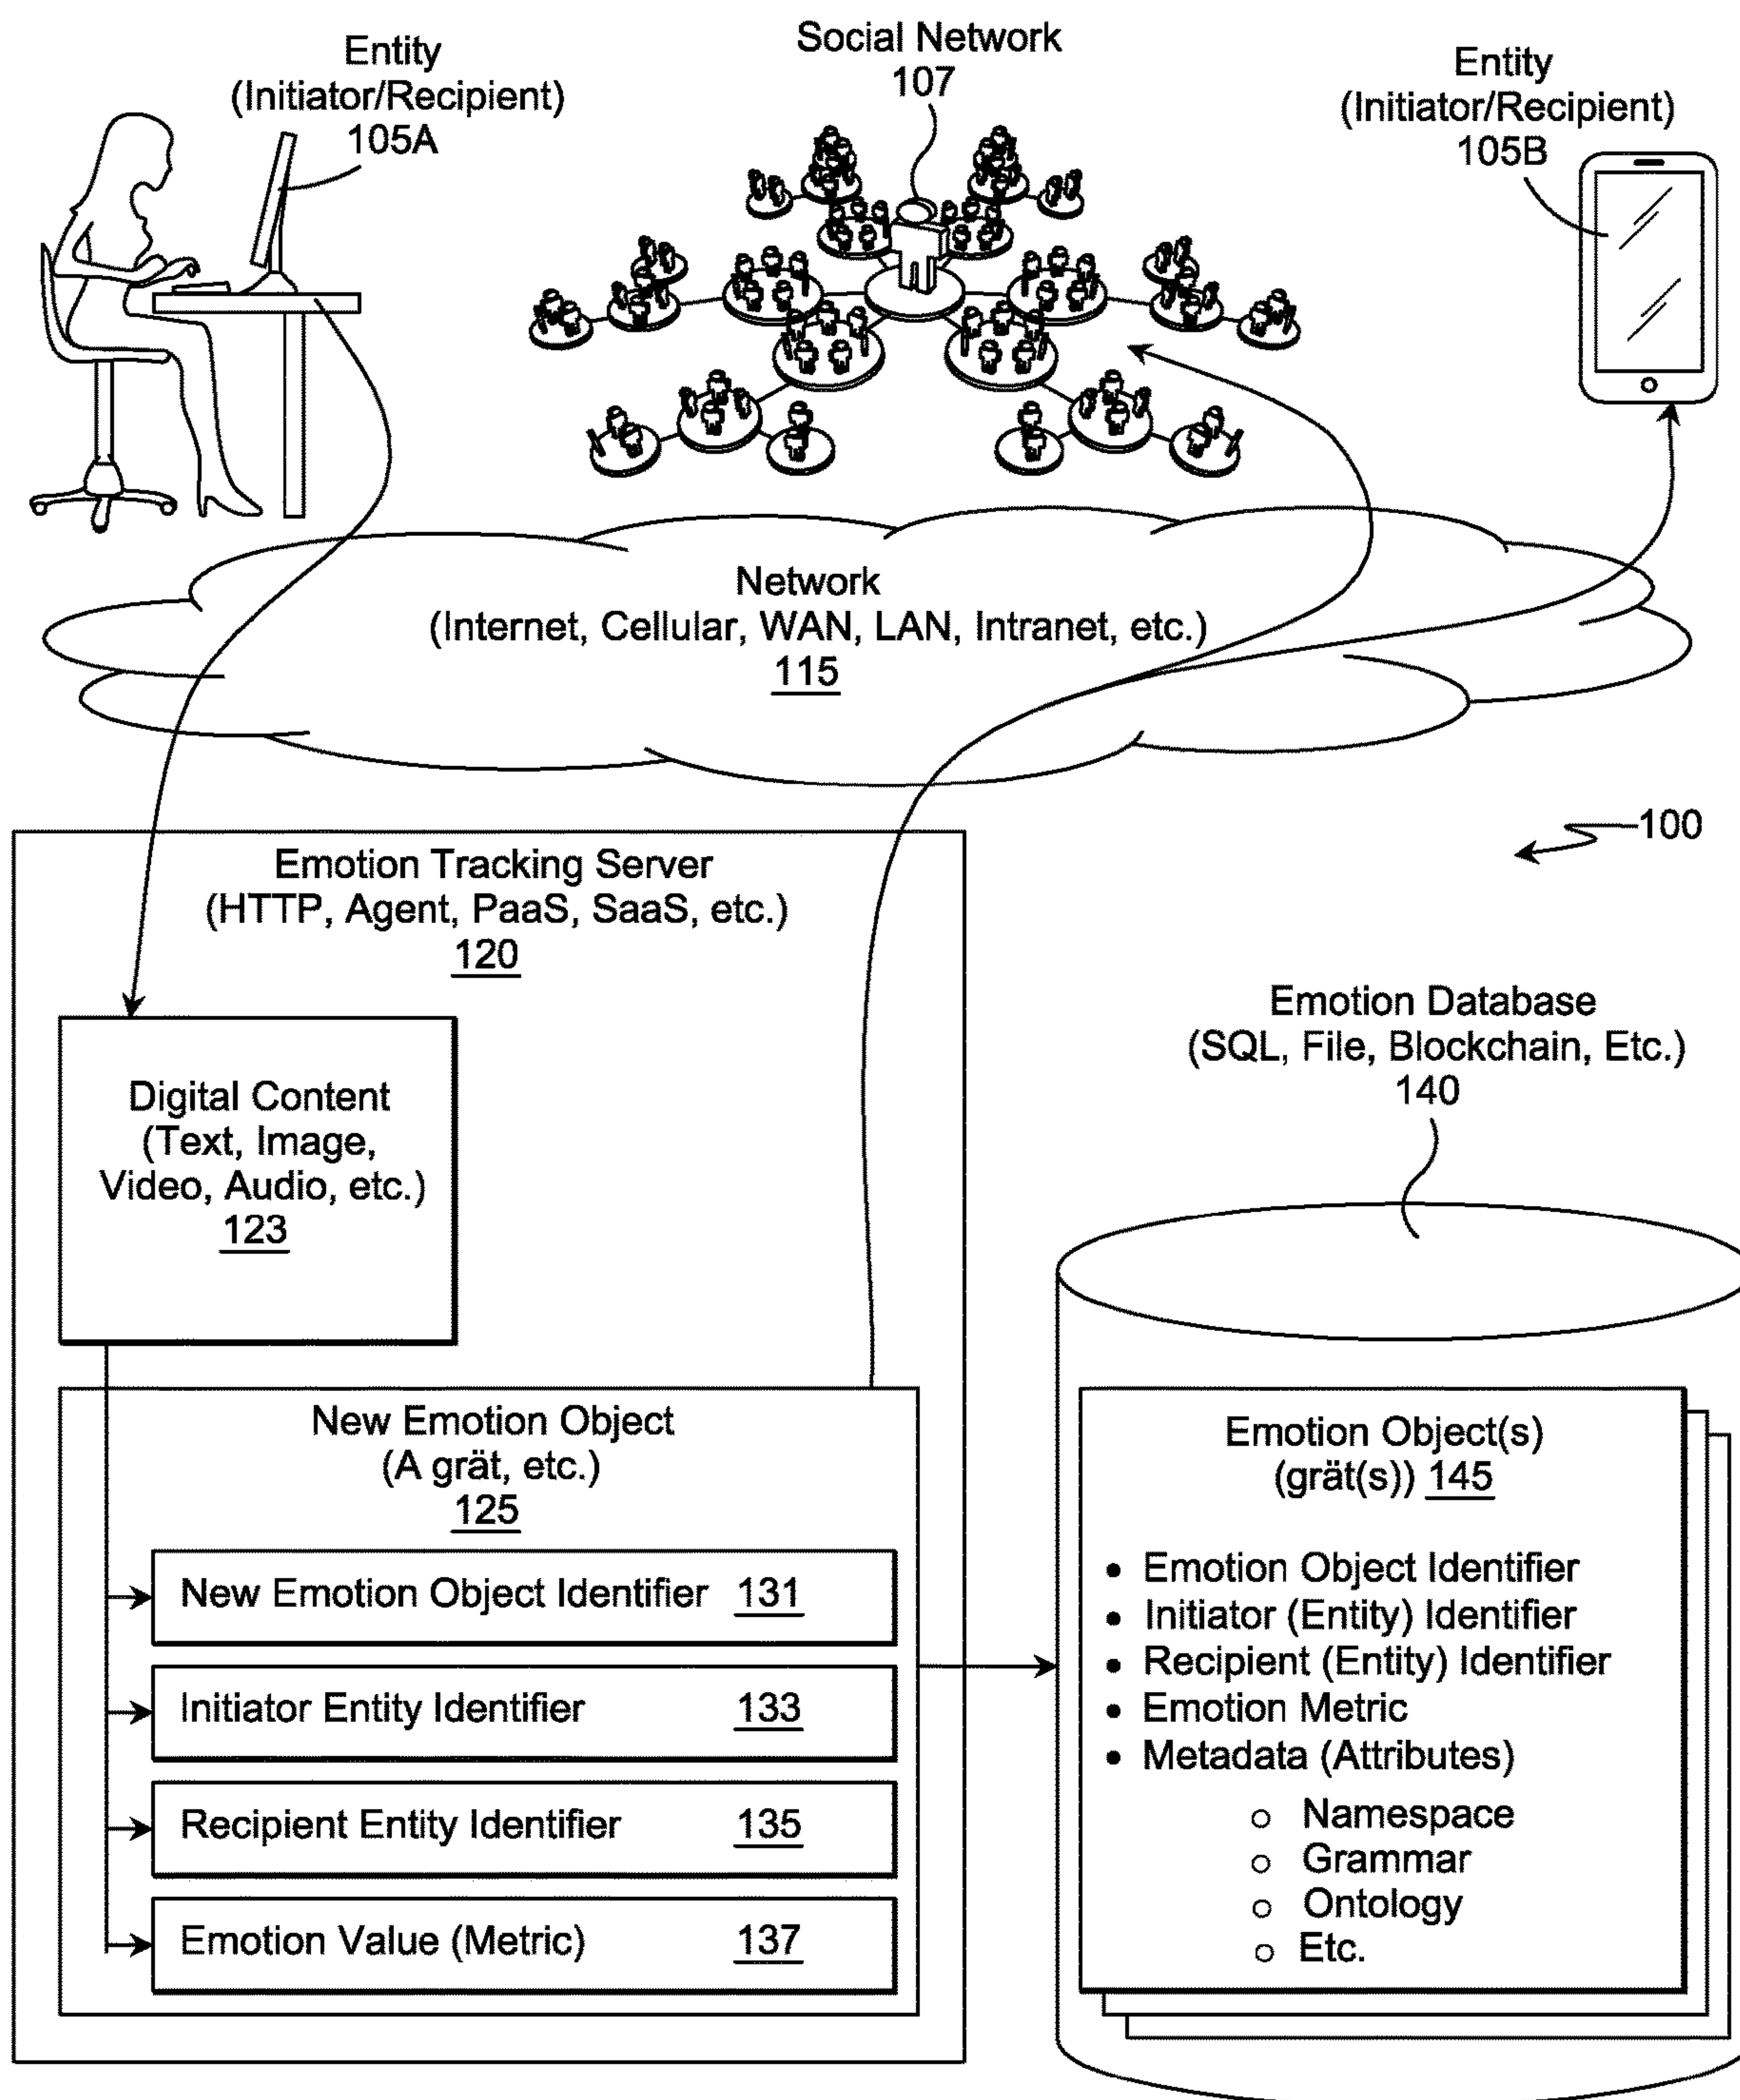 Entity
(Initiator/Recipient)
105A
Social Network
107
Entity
(Initiator/Recipient)
105B
Network
(Internet, Cellular, WAN, LAN, Intranet, etc.)
115
100
Emotion Tracking Server
(HTTP, Agent, PaaS, SaaS, etc.)
120
Digital Content
(Text, Image,
Video, Audio, etc.)
123
New Emotion Object
(A grät, etc.)
125
New Emotion Object Identifier 131
Initiator Entity Identifier 133
Recipient Entity Identifier 135
Emotion Value (Metric) 137
Emotion Database
(SQL, File, Blockchain, Etc.)
140
Emotion Object(s)
(grät(s)) 145
• Emotion Object Identifier
• Initiator (Entity) Identifier
• Recipient (Entity) Identifier
• Emotion Metric
• Metadata (Attributes)
○ Namespace
○ Grammar
○ Ontology
○ Etc.